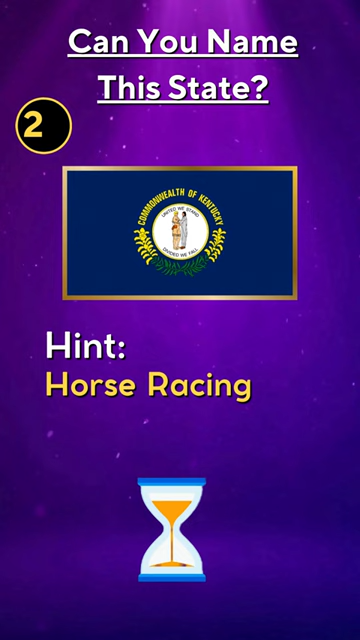 Can You Name
This State?
2
COMMONWEALTH OF KENTUCKY
UNITED WE STAND
DIVIDED WE FALL
Hint:
Horse Racing